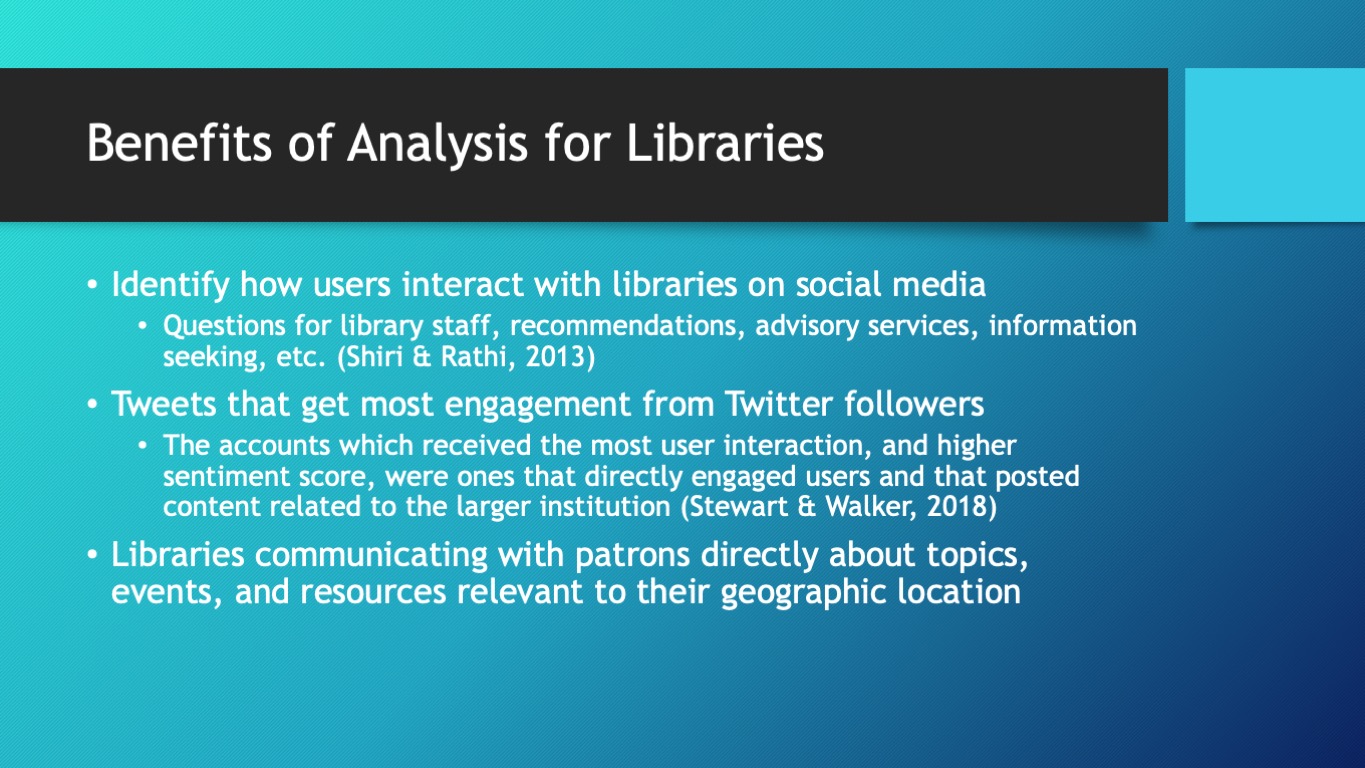 Benefits of Analysis for Libraries
• Identify how users interact with libraries on social media
• Questions for library staff, recommendations, advisory services, information
seeking, etc. (Shiri & Rathi, 2013)
• Tweets that get most engagement from Twitter followers
• The accounts which received the most user interaction, and higher
sentiment score, were ones that directly engaged users and that posted
content related to the larger institution (Stewart & Walker, 2018)
• Libraries communicating with patrons directly about topics,
events, and resources relevant to their geographic location